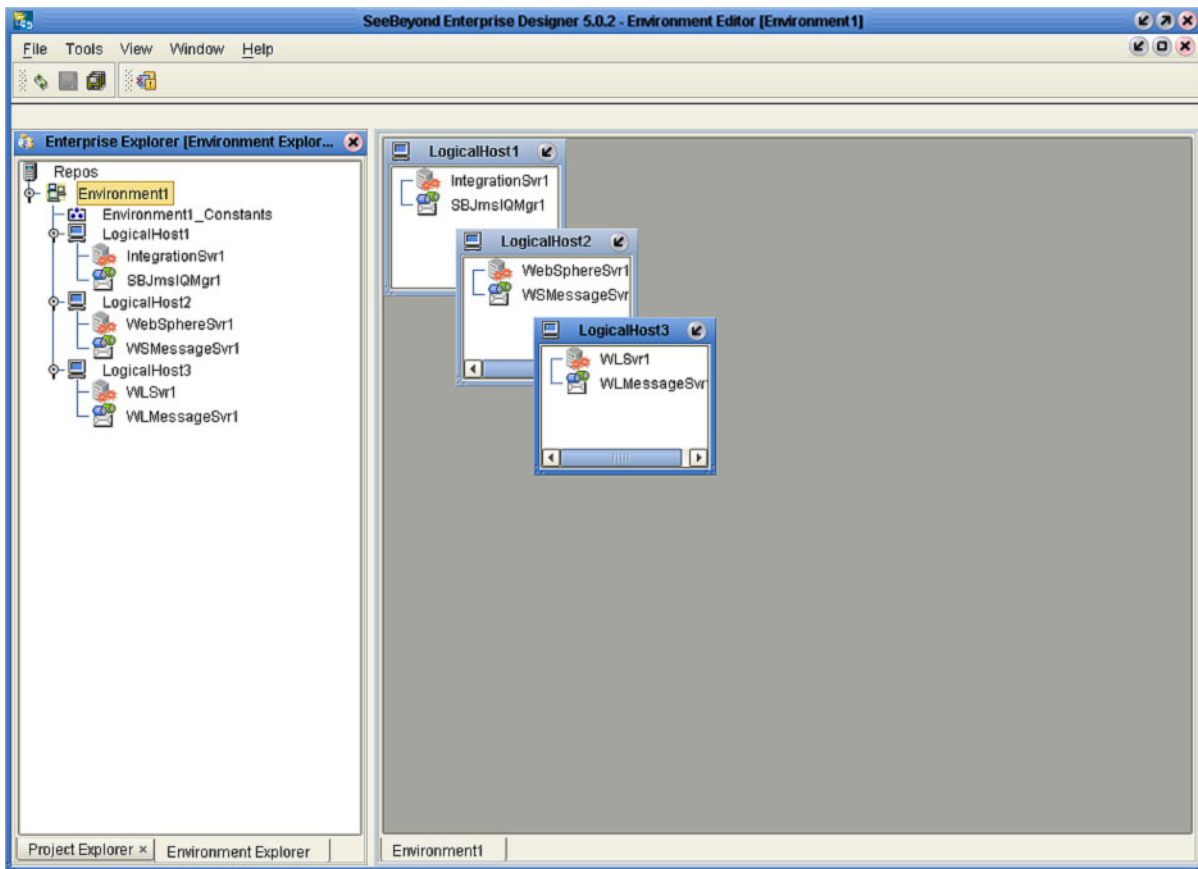 SeeBeyond Enterprise Designer 5.0.2 - Environment Editor [Environment1]
File Tools View Window Help
Enterprise Explorer [Environment Explor...
Repos
Environment1
Environment1_Constants
LogicalHost1
IntegrationSvr1
SBJmsIQMgr1
LogicalHost2
WebSphereSvr1
WSMessageSvr1
LogicalHost3
WLSvr1
WLMessageSvr1
Project Explorer × Environment Explorer
LogicalHost1
IntegrationSvr1
SBJmsIQMgr1
LogicalHost2
WebSphereSvr1
WSMessageSvr
LogicalHost3
WLSvr1
WLMessageSvr
Environment1